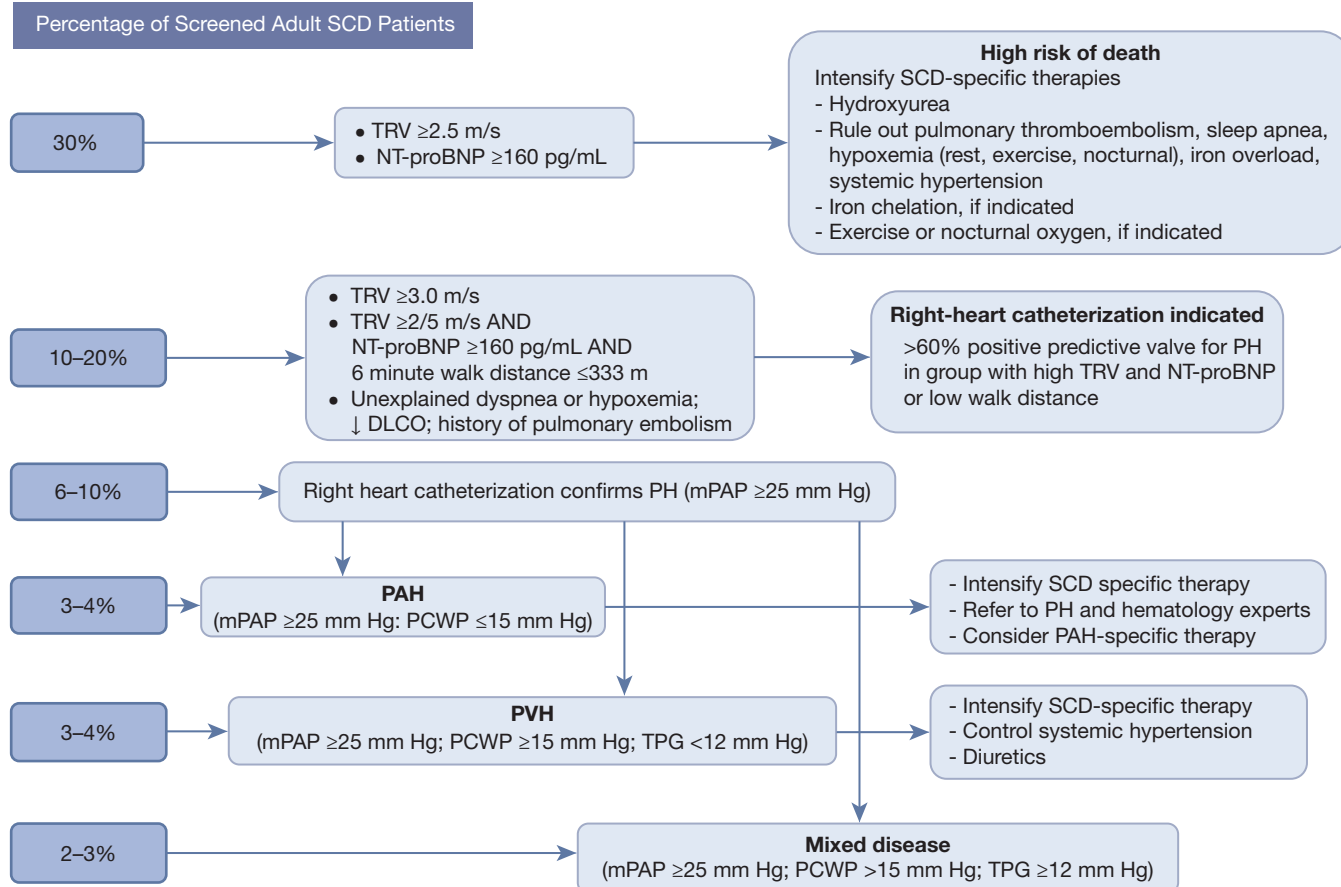 Percentage of Screened Adult SCD Patients
30%
• TRV ≥2.5 m/s
• NT-proBNP ≥160 pg/mL
High risk of death
Intensify SCD-specific therapies
- Hydroxyurea
- Rule out pulmonary thromboembolism, sleep apnea,
hypoxemia (rest, exercise, nocturnal), iron overload,
systemic hypertension
- Iron chelation, if indicated
- Exercise or nocturnal oxygen, if indicated
10–20%
• TRV ≥3.0 m/s
• TRV ≥2/5 m/s AND
NT-proBNP ≥160 pg/mL AND
6 minute walk distance ≤333 m
• Unexplained dyspnea or hypoxemia;
↓ DLCO; history of pulmonary embolism
Right-heart catheterization indicated
>60% positive predictive valve for PH
in group with high TRV and NT-proBNP
or low walk distance
6–10%
Right heart catheterization confirms PH (mPAP ≥25 mm Hg)
3–4%
PAH
(mPAP ≥25 mm Hg: PCWP ≤15 mm Hg)
- Intensify SCD specific therapy
- Refer to PH and hematology experts
- Consider PAH-specific therapy
3–4%
PVH
(mPAP ≥25 mm Hg; PCWP ≥15 mm Hg; TPG <12 mm Hg)
- Intensify SCD-specific therapy
- Control systemic hypertension
- Diuretics
2–3%
Mixed disease
(mPAP ≥25 mm Hg; PCWP >15 mm Hg; TPG ≥12 mm Hg)